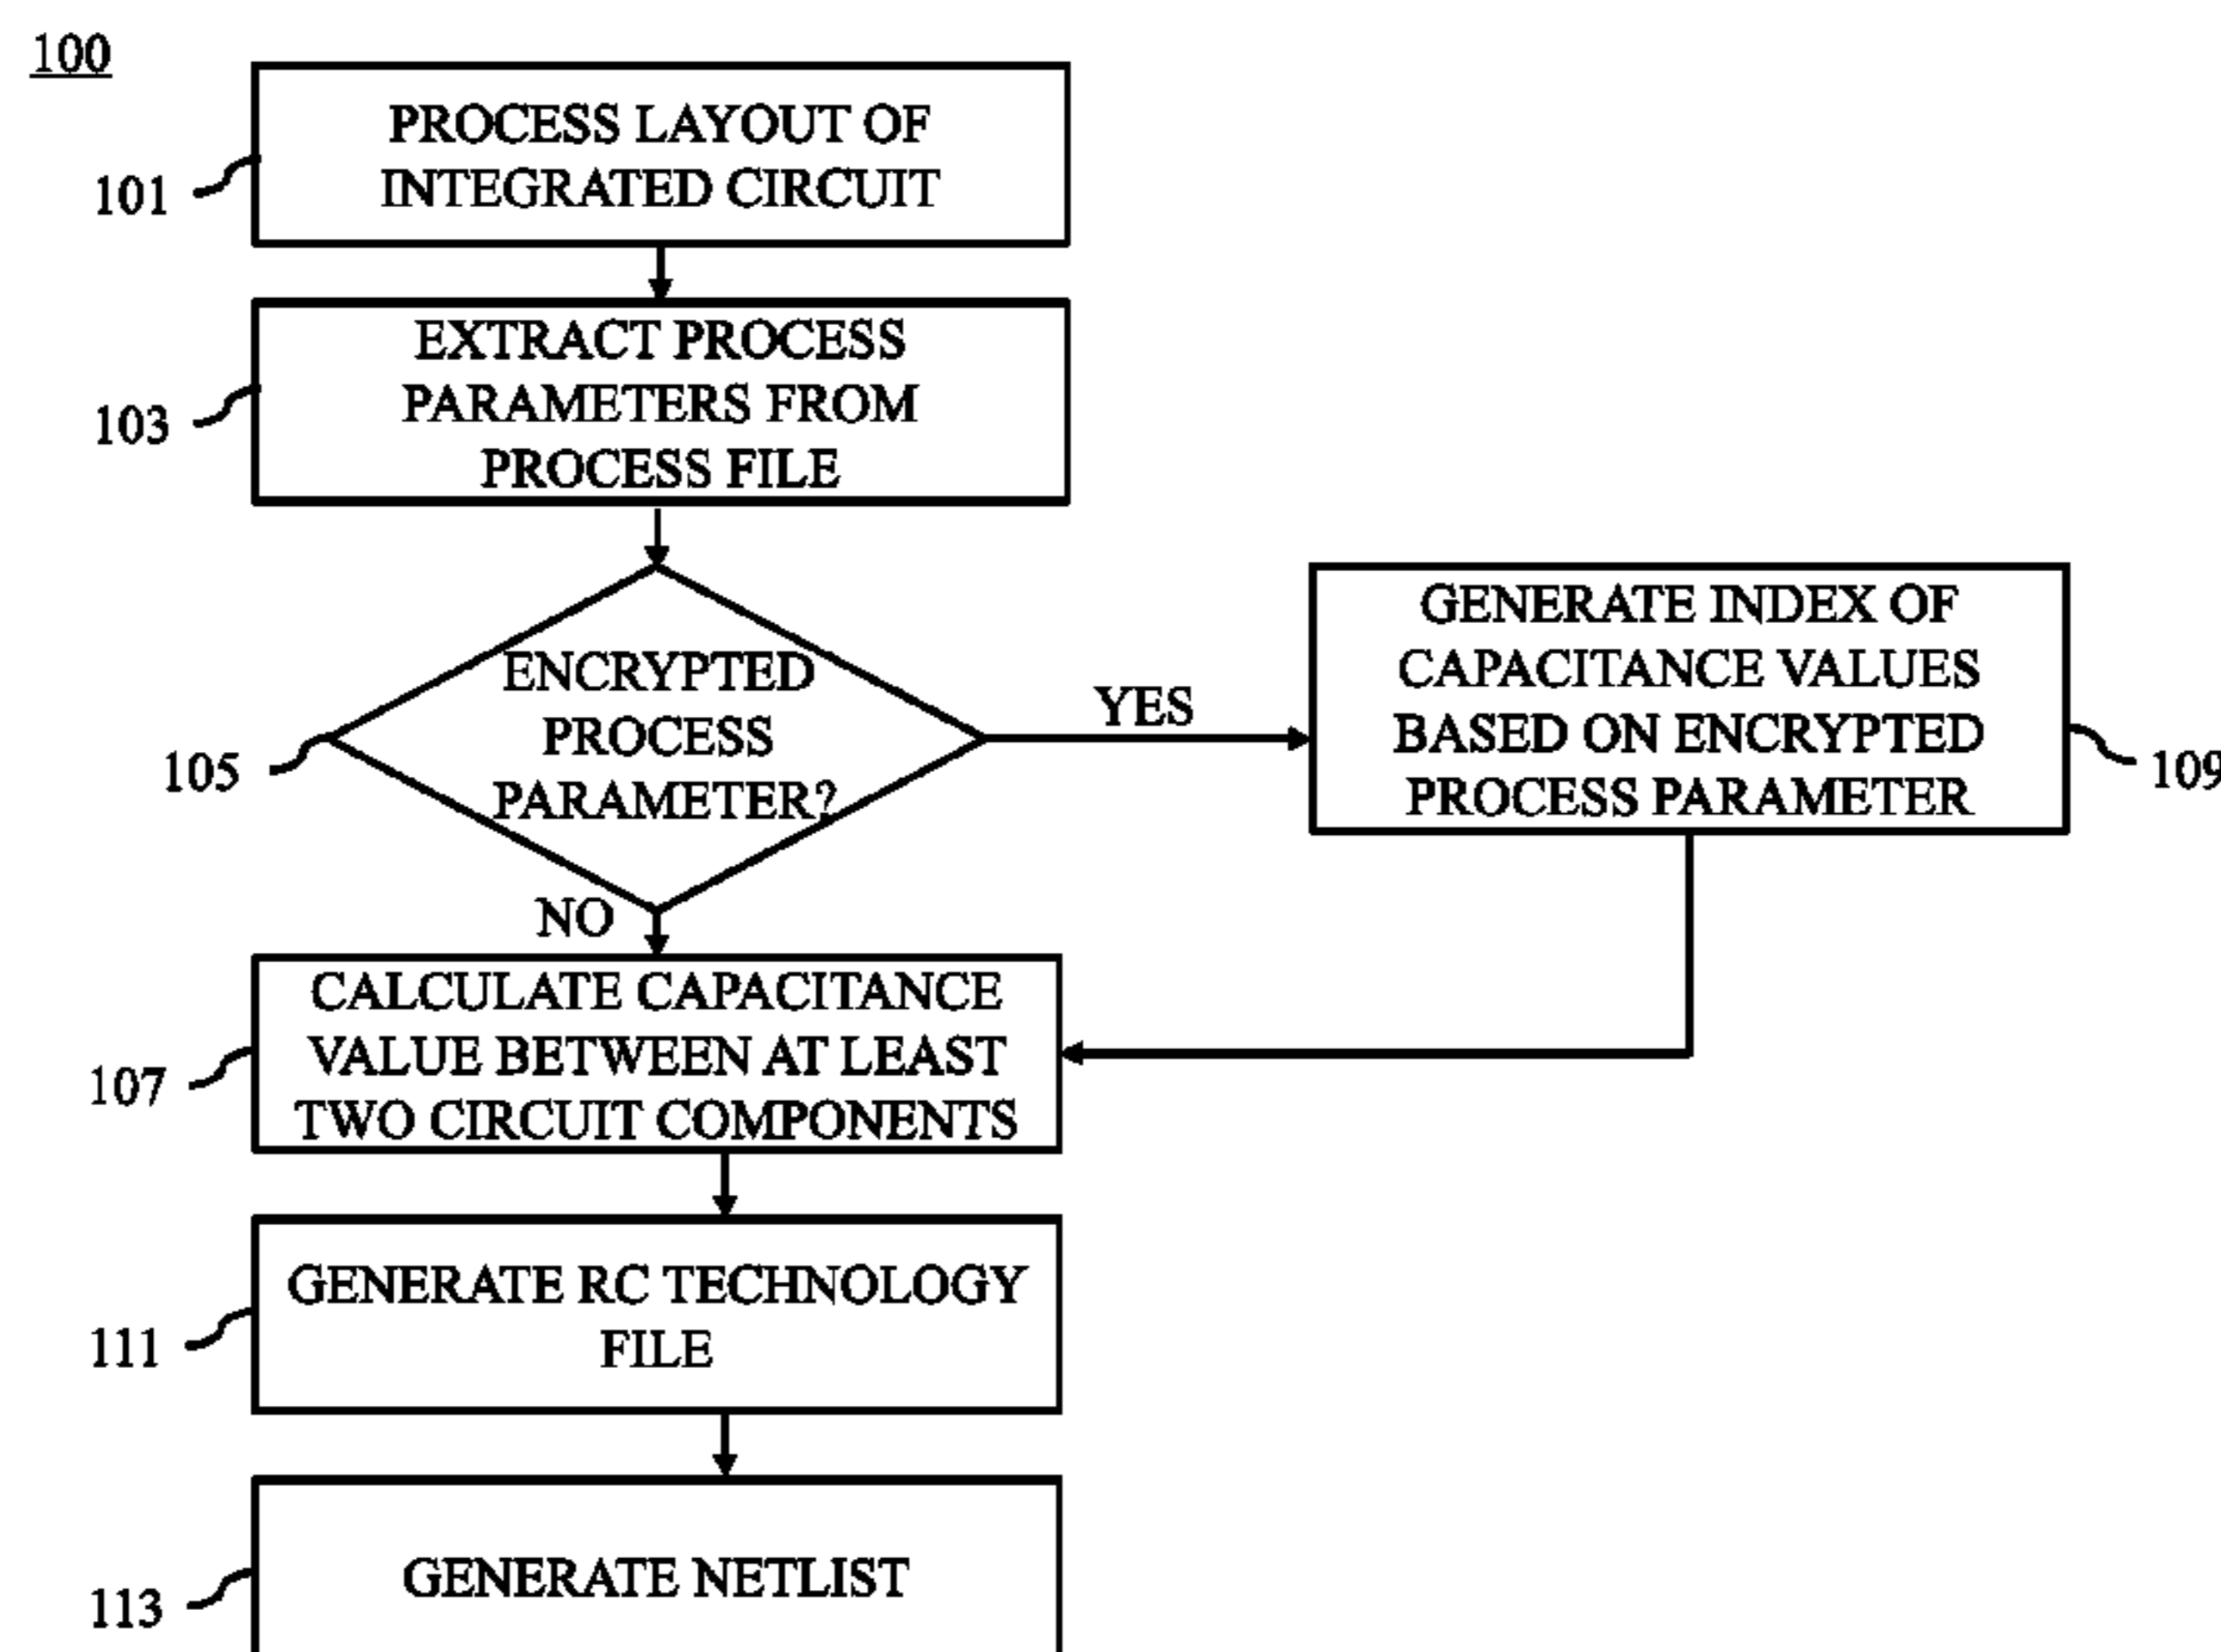 100
PROCESS LAYOUT OF
INTEGRATED CIRCUIT
101
EXTRACT PROCESS
PARAMETERS FROM
PROCESS FILE
103
ENCRYPTED
PROCESS
PARAMETER?
105
YES
GENERATE INDEX OF
CAPACITANCE VALUES
BASED ON ENCRYPTED
PROCESS PARAMETER
109
NO
CALCULATE CAPACITANCE
VALUE BETWEEN AT LEAST
TWO CIRCUIT COMPONENTS
107
GENERATE RC TECHNOLOGY
FILE
111
GENERATE NETLIST
113